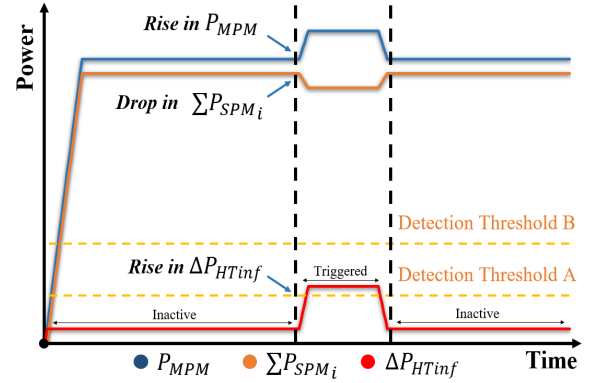 Power
Rise in P_MPM
Drop in ∑P_SPM_i
Detection Threshold B
Rise in ΔP_HTinf
Triggered
Detection Threshold A
Inactive
Inactive
Time
P_MPM
∑P_SPM_i
ΔP_HTinf